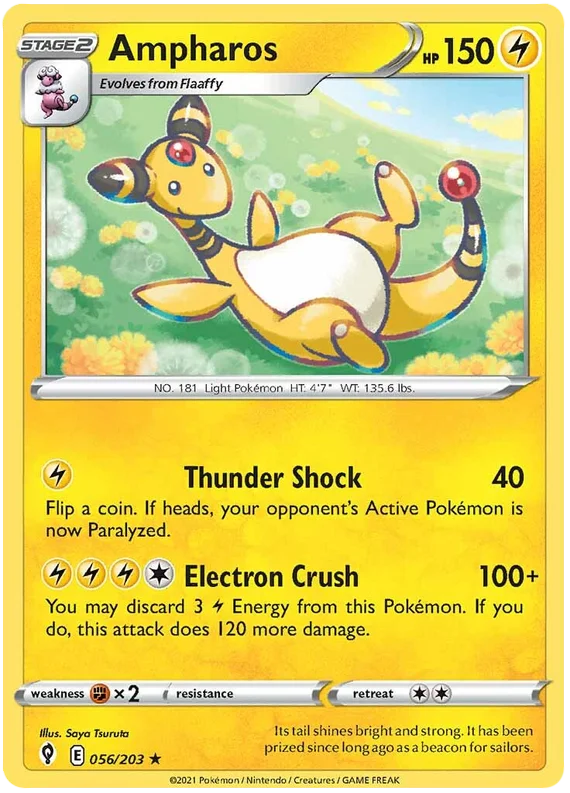 STAGE2 Ampharos HP 150
Evolves from Flaaffy
NO. 181 Light Pokémon HT: 4'7" WT: 135.6 lbs.
Thunder Shock 40
Flip a coin. If heads, your opponent's Active Pokémon is
now Paralyzed.
Electron Crush 100+
You may discard 3 Energy from this Pokémon. If you
do, this attack does 120 more damage.
weakness ×2 resistance retreat
Illus. Saya Tsuruta
Its tail shines bright and strong. It has been
prized since long ago as a beacon for sailors.
E 056/203 ★
©2021 Pokémon / Nintendo / Creatures / GAME FREAK